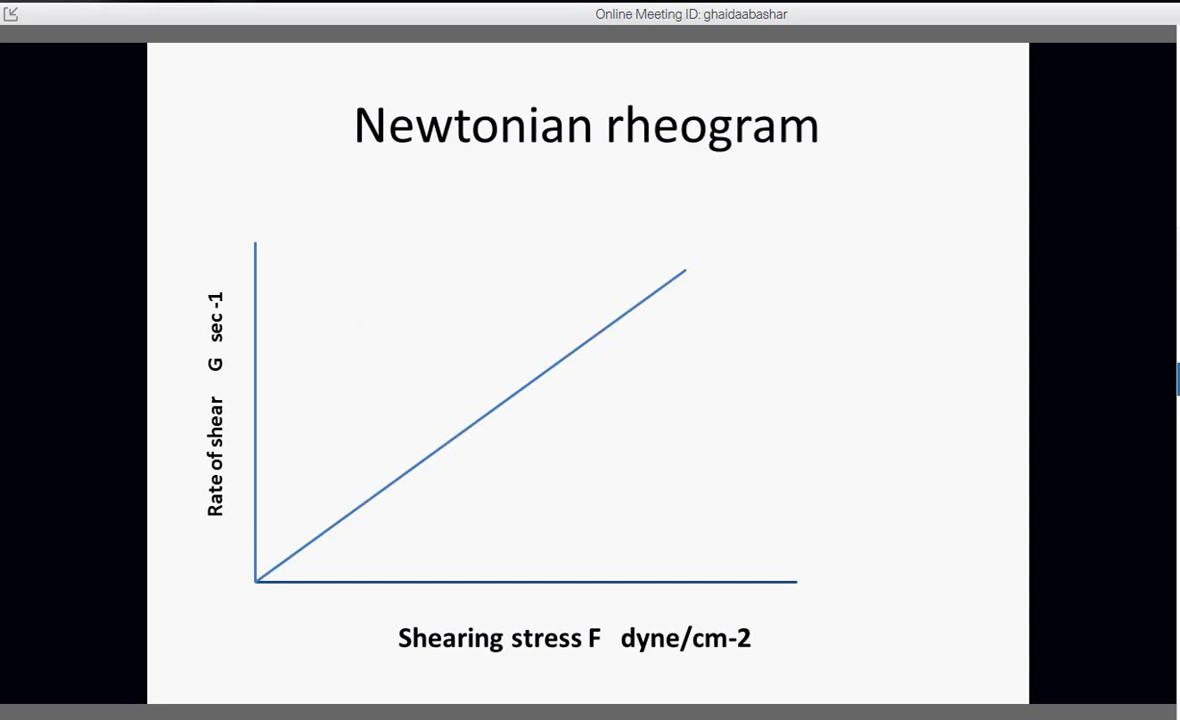 Online Meeting ID: ghaidaabashar
Newtonian rheogram
Rate of shear G sec -1
Shearing stress F dyne/cm-2